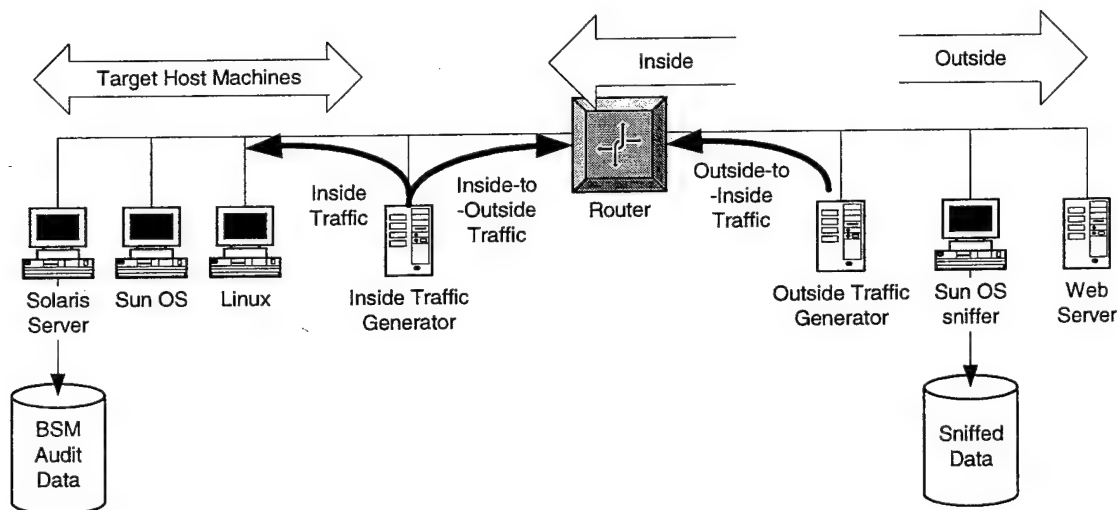 Target Host Machines
Inside
Outside
Inside
Traffic
Inside-to
-Outside
Traffic
Router
Outside-to
-Inside
Traffic
Solaris
Server
Sun OS
Linux
Inside Traffic
Generator
Outside Traffic
Generator
Sun OS
sniffer
Web
Server
BSM
Audit
Data
Sniffed
Data